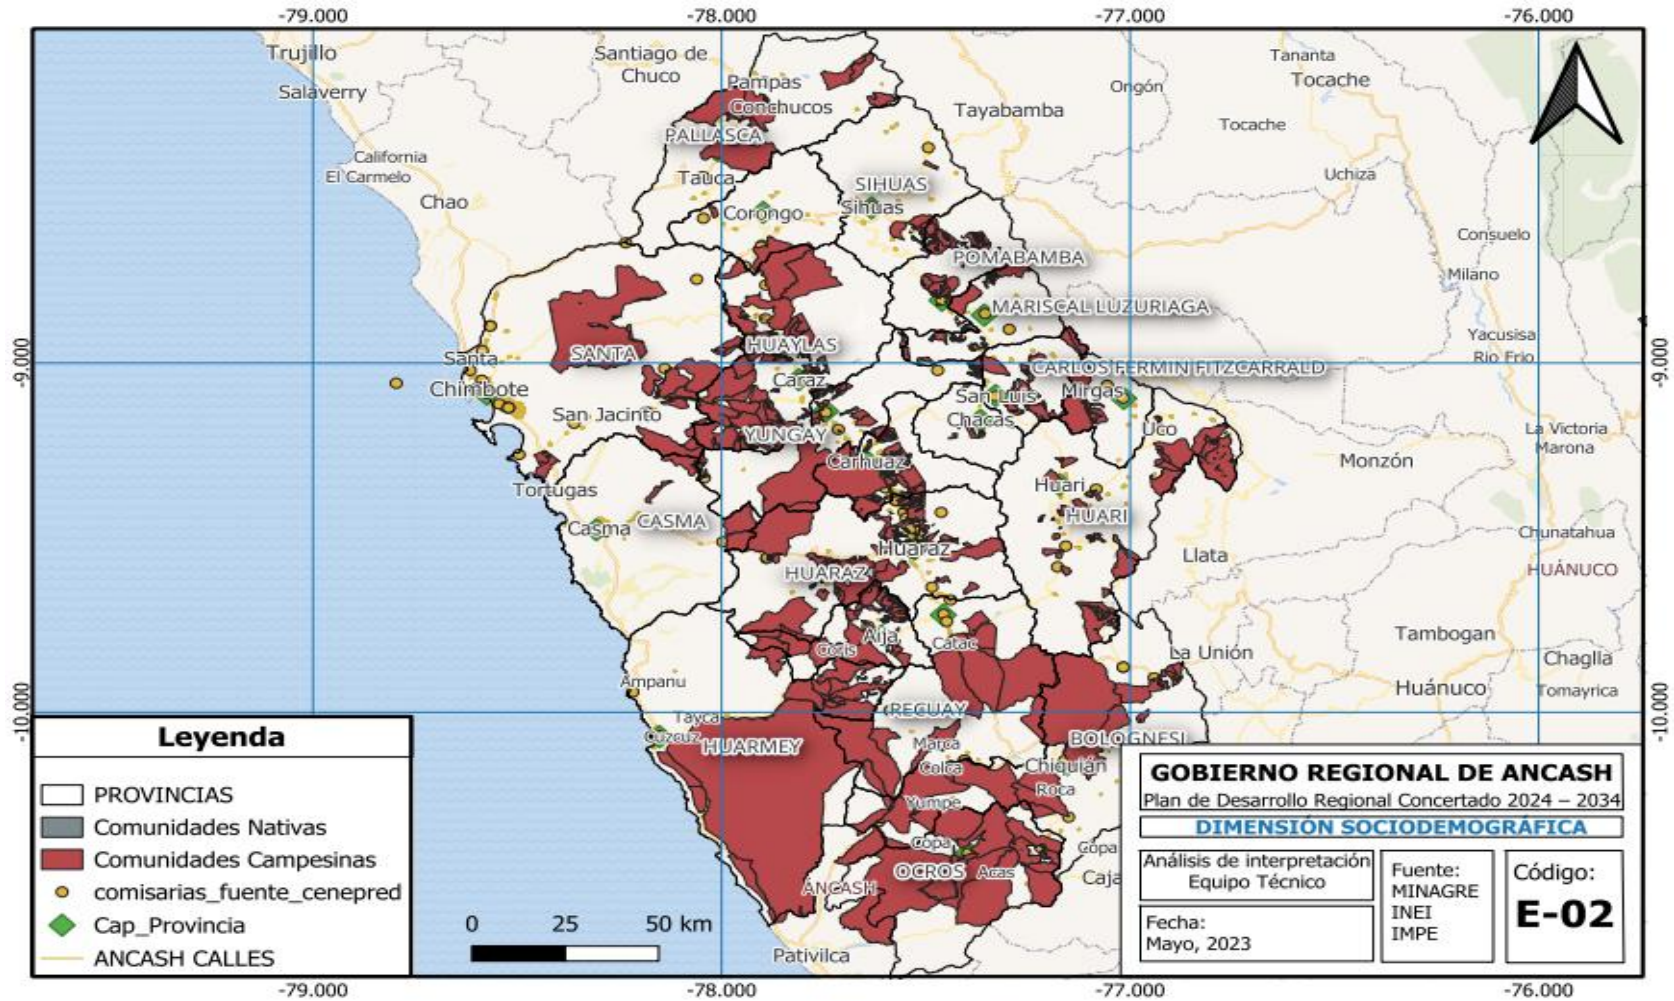 -79.000
-78.000
-77.000
-76.000
Trujillo
Santiago de
Chuco
Tananta
Tocache
Salaverry
Pampas
Conchucos
Ongón
Tayabamba
Tocache
PALLASCA
California
El Carmelo
Tauca
SIHUAS
Sihuas
Uchiza
Chao
Corongo
Consuelo
POMABAMBA
Milano
MARISCAL LUZURIAGA
Yacusisa
Rio Frio
-9.000
-9.000
Santa
SANTA
HUAYLAS
CARLOS FERMIN FITZCARRALD
Chimbote
Caraz
San Luis
Mirgas
San Jacinto
Chacas
YUNGAY
Uco
La Victoria
Marona
Carhuaz
Monzón
Tortugas
Huari
HUARI
Casma
CASMA
Chunatahua
Huaraz
Llata
HUARAZ
HUÁNUCO
Aija
Coris
Catac
Tambogan
La Unión
Chaglla
Ampanu
Huánuco
Tomayrica
-10.000
-10.000
RECUAY
Tayca
Cuzcuz
HUARMEY
Marca
Colca
BOLOGNESI
Chiquián
Roca
Yumpe
Copa
Copa
OCROS
Acas
Caja
ÁNCASH
Pativilca
Leyenda
PROVINCIAS
Comunidades Nativas
Comunidades Campesinas
comisarias_fuente_cenepred
Cap_Provincia
ANCASH CALLES
0 25 50 km
GOBIERNO REGIONAL DE ANCASH
Plan de Desarrollo Regional Concertado 2024 – 2034
DIMENSIÓN SOCIODEMOGRÁFICA
Análisis de interpretación
Equipo Técnico
Fecha:
Mayo, 2023
Fuente:
MINAGRE
INEI
IMPE
Código:
E-02
-79.000
-78.000
-77.000
-76.000